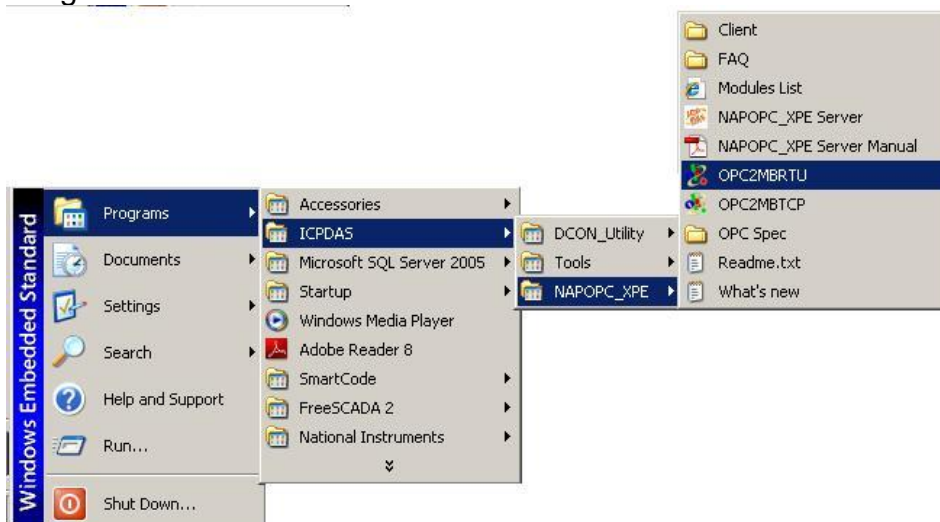 Windows Embedded Standard
Programs
Documents
Settings
Search
Help and Support
Run...
Shut Down...
Accessories
ICPDAS
Microsoft SQL Server 2005
Startup
Windows Media Player
Adobe Reader 8
SmartCode
FreeSCADA 2
National Instruments
DCON_Utility
Tools
NAPOPC_XPE
Client
FAQ
Modules List
NAPOPC_XPE Server
NAPOPC_XPE Server Manual
OPC2MBRTU
OPC2MBTCP
OPC Spec
Readme.txt
What's new